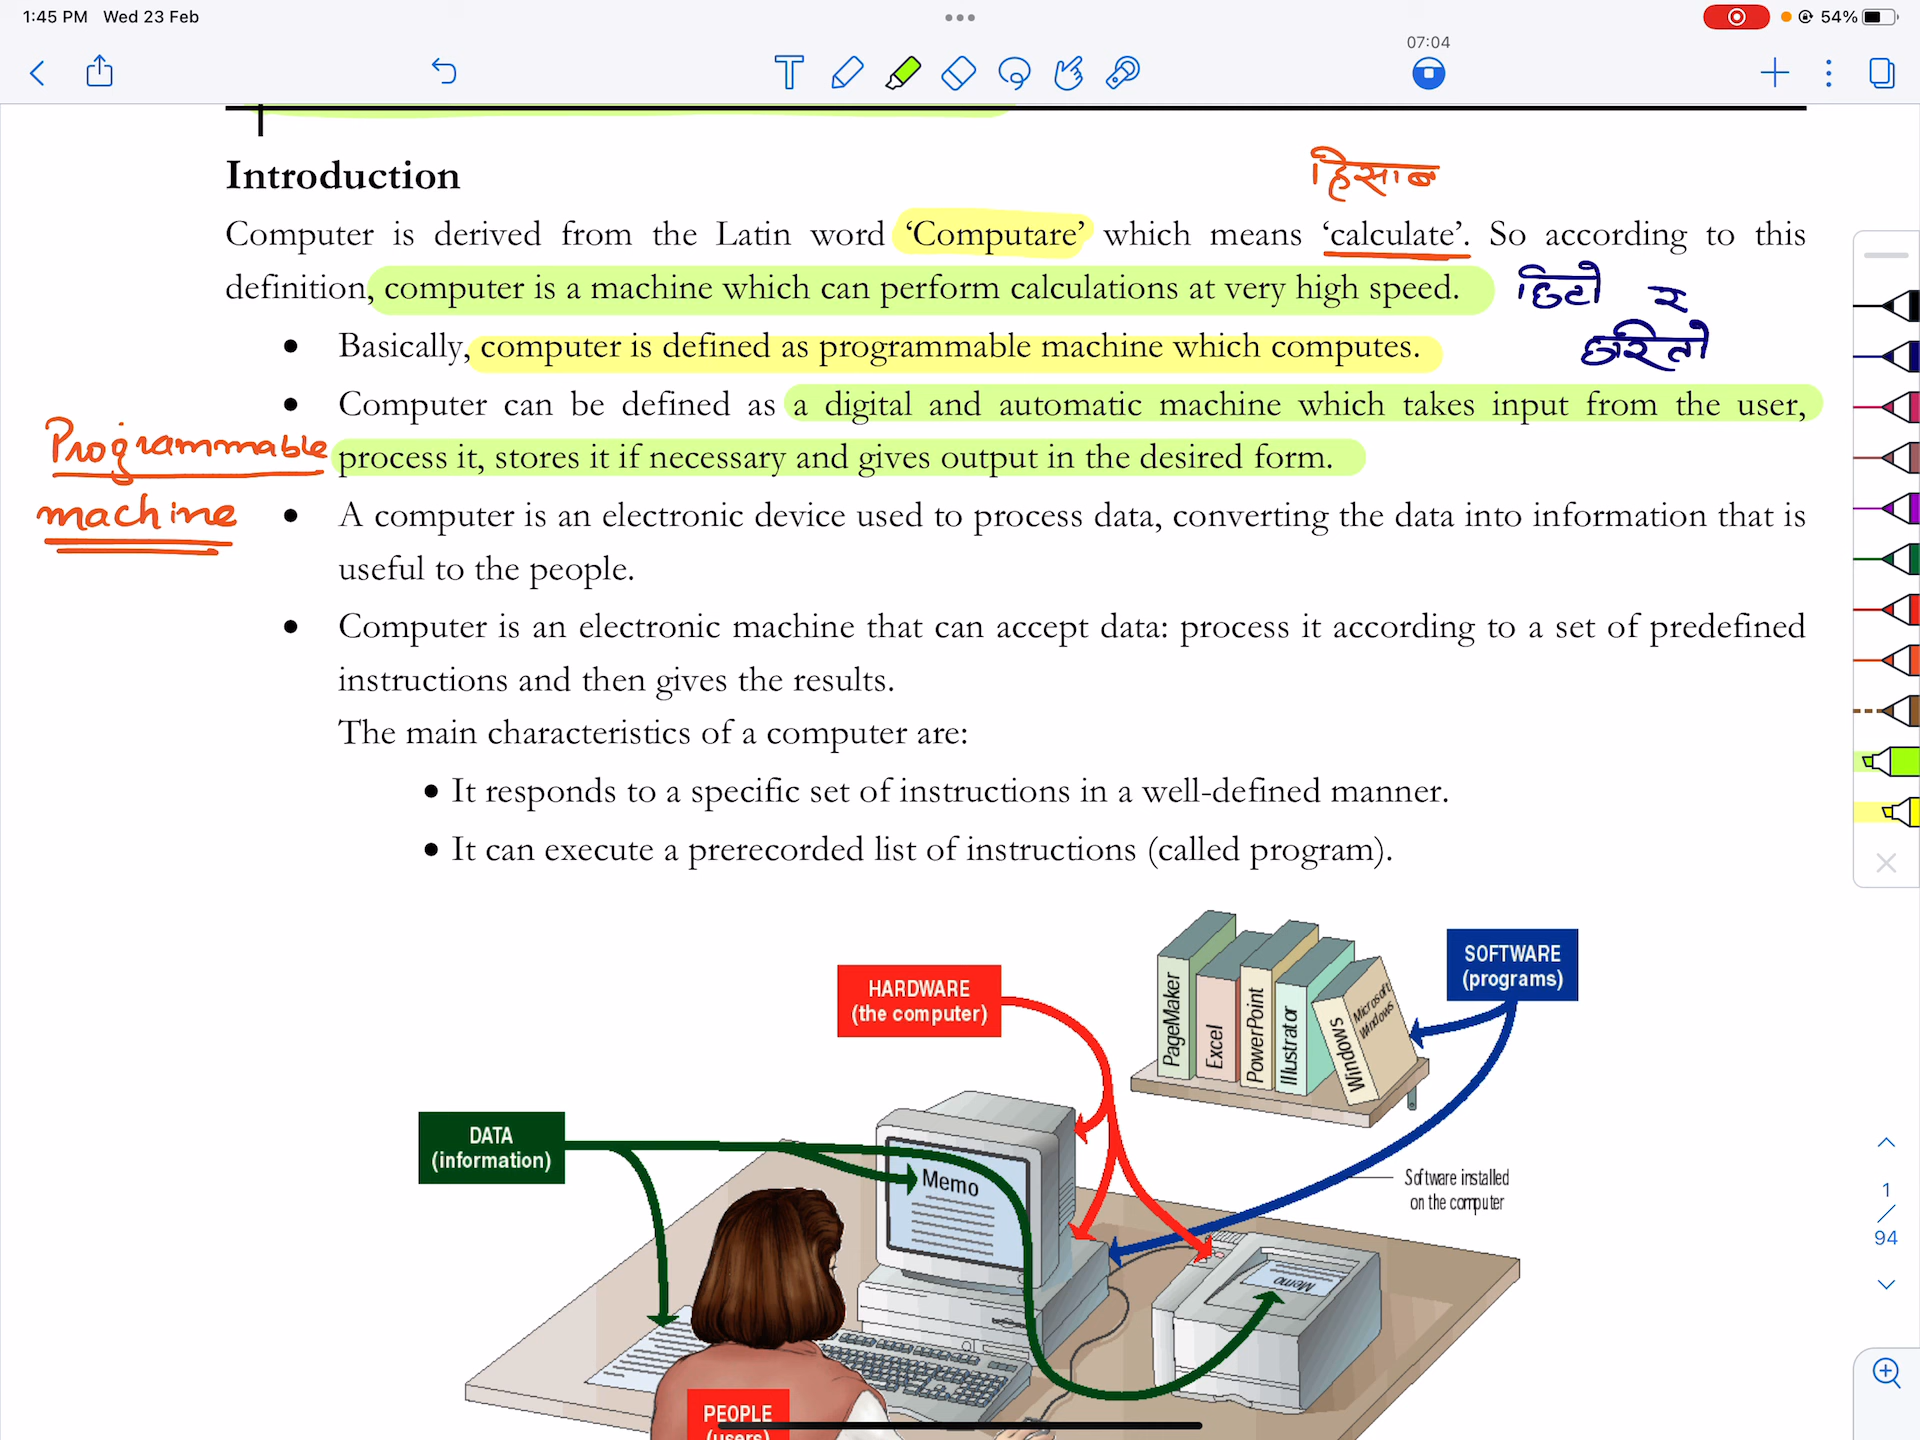 1:45 PM Wed 23 Feb
54%
07:04
Introduction
हिसाब
Computer is derived from the Latin word ‘Computare’ which means ‘calculate’. So according to this
definition, computer is a machine which can perform calculations at very high speed.
छिटो र
छरितो
Basically, computer is defined as programmable machine which computes.
Computer can be defined as a digital and automatic machine which takes input from the user,
process it, stores it if necessary and gives output in the desired form.
Programmable
machine
A computer is an electronic device used to process data, converting the data into information that is
useful to the people.
Computer is an electronic machine that can accept data: process it according to a set of predefined
instructions and then gives the results.
The main characteristics of a computer are:
It responds to a specific set of instructions in a well-defined manner.
It can execute a prerecorded list of instructions (called program).
HARDWARE
(the computer)
PageMaker
Excel
PowerPoint
Illustrator
Windows
Microsoft
Windows
SOFTWARE
(programs)
DATA
(information)
Memo
Software installed
on the computer
Memo
PEOPLE
(users)
1
/
94